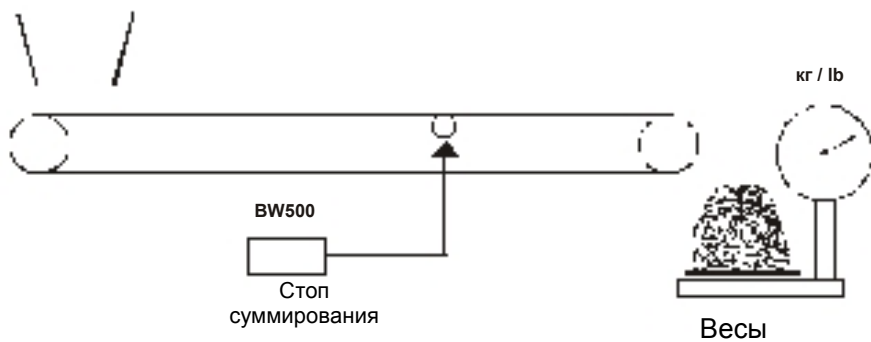 кг / lb
BW500
Стоп
суммирования
Весы